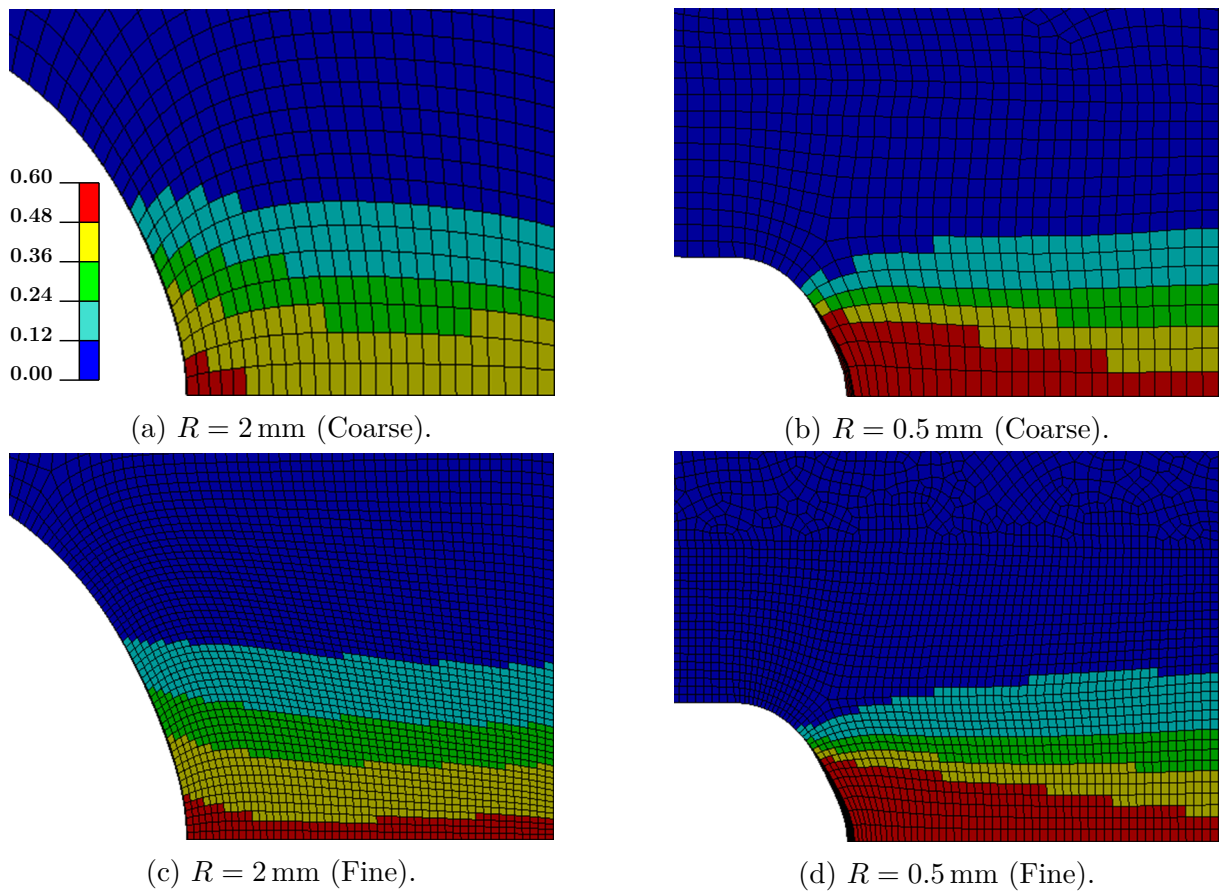 0.60
0.48
0.36
0.24
0.12
0.00
(a) R = 2 mm (Coarse).
(b) R = 0.5 mm (Coarse).
(c) R = 2 mm (Fine).
(d) R = 0.5 mm (Fine).